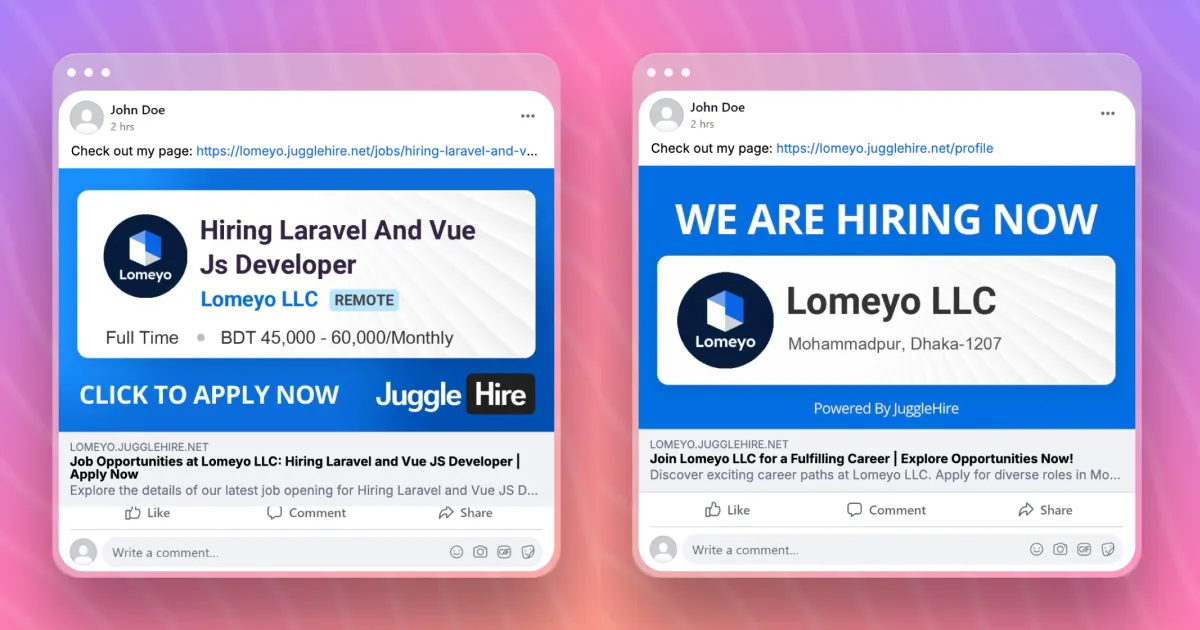 John Doe
2 hrs
Check out my page: https://lomeyo.jugglehire.net/jobs/hiring-laravel-and-v...
Lomeyo
Hiring Laravel And Vue
Js Developer
Lomeyo LLC REMOTE
Full Time • BDT 45,000 - 60,000/Monthly
CLICK TO APPLY NOW
Juggle Hire
LOMEYO.JUGGLEHIRE.NET
Job Opportunities at Lomeyo LLC: Hiring Laravel and Vue JS Developer |
Apply Now
Explore the details of our latest job opening for Hiring Laravel and Vue JS D...
Like Comment Share
Write a comment...
GIF
John Doe
2 hrs
Check out my page: https://lomeyo.jugglehire.net/profile
WE ARE HIRING NOW
Lomeyo
Lomeyo LLC
Mohammadpur, Dhaka-1207
Powered By JuggleHire
LOMEYO.JUGGLEHIRE.NET
Join Lomeyo LLC for a Fulfilling Career | Explore Opportunities Now!
Discover exciting career paths at Lomeyo LLC. Apply for diverse roles in Mo...
Like Comment Share
Write a comment...
GIF